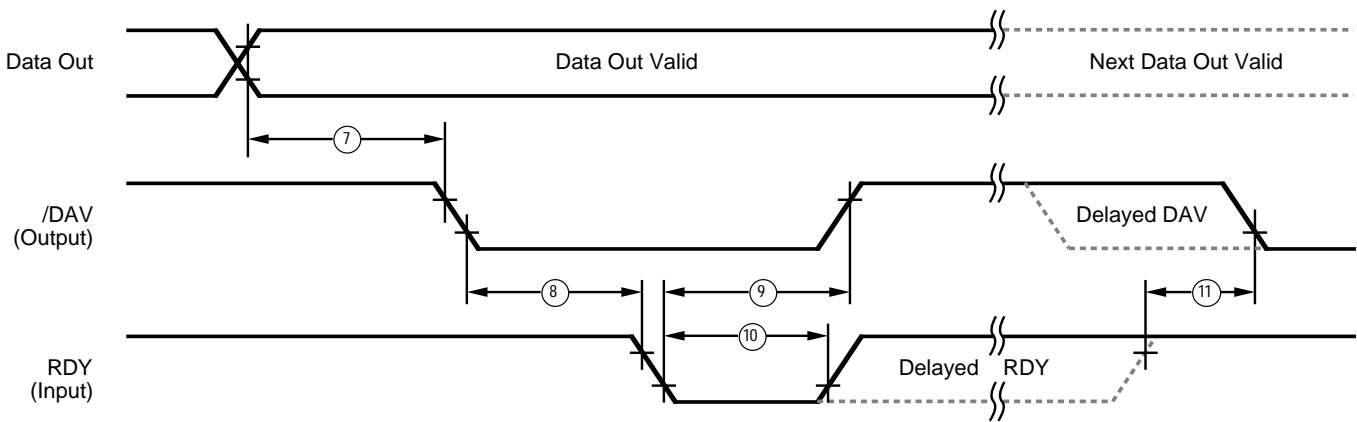 Data Out
Data Out Valid
Next Data Out Valid
7
/DAV
(Output)
Delayed DAV
8
9
11
10
RDY
(Input)
Delayed RDY